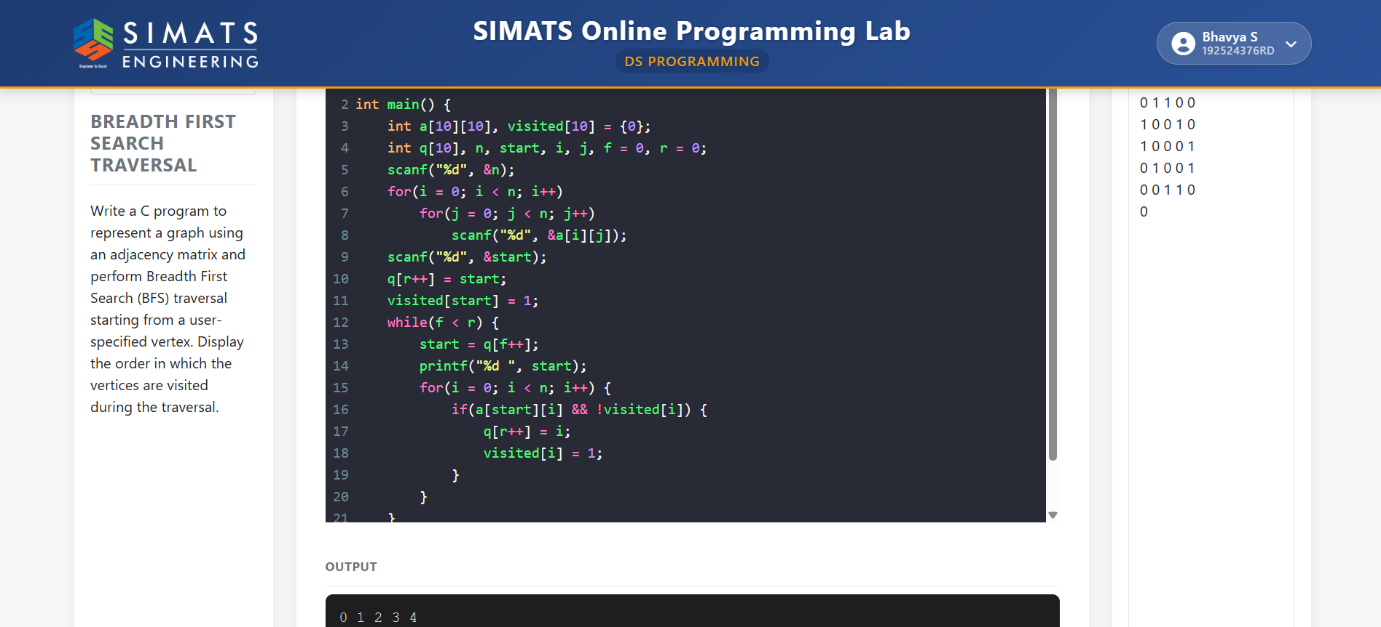 SIMATS
ENGINEERING
SIMATS Online Programming Lab
DS PROGRAMMING
Bhavya S
192524376RD
BREADTH FIRST
SEARCH
TRAVERSAL
Write a C program to
represent a graph using
an adjacency matrix and
perform Breadth First
Search (BFS) traversal
starting from a user-
specified vertex. Display
the order in which the
vertices are visited
during the traversal.
2 int main() {
3     int a[10][10], visited[10] = {0};
4     int q[10], n, start, i, j, f = 0, r = 0;
5     scanf("%d", &n);
6     for(i = 0; i < n; i++)
7         for(j = 0; j < n; j++)
8             scanf("%d", &a[i][j]);
9     scanf("%d", &start);
10     q[r++] = start;
11     visited[start] = 1;
12     while(f < r) {
13         start = q[f++];
14         printf("%d ", start);
15         for(i = 0; i < n; i++) {
16             if(a[start][i] && !visited[i]) {
17                 q[r++] = i;
18                 visited[i] = 1;
19             }
20         }
21     }
OUTPUT
0 1 2 3 4
0 1 1 0 0
1 0 0 1 0
1 0 0 0 1
0 1 0 0 1
0 0 1 1 0
0